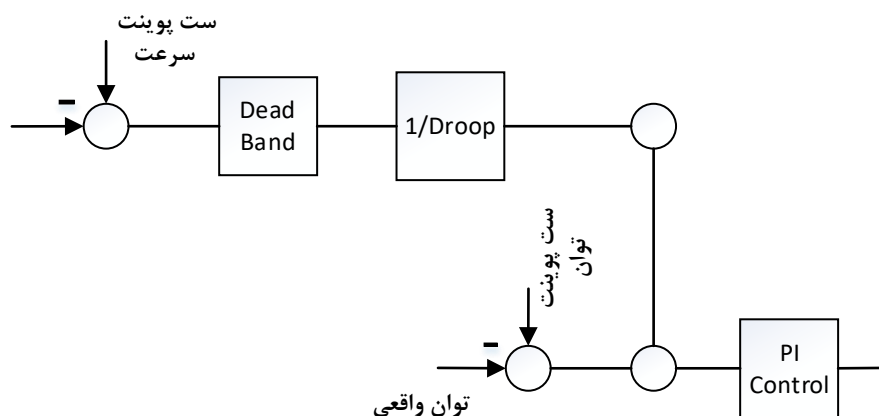 ست پوینت
سرعت
Dead
Band
1/Droop
ست پوینت
توان
PI
Control
توان واقعی